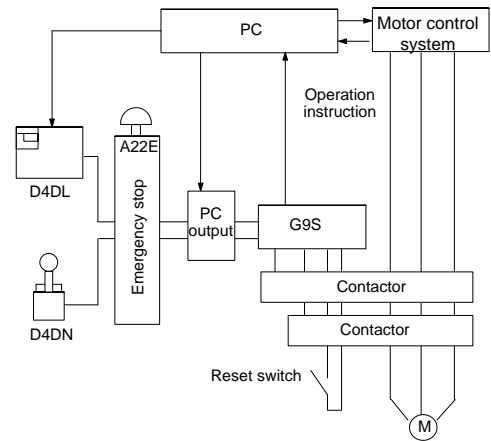 PC
Motor control
system
Operation
instruction
A22E
D4DL
Emergency stop
PC
output
G9S
Contactor
D4DN
Contactor
Reset switch
M